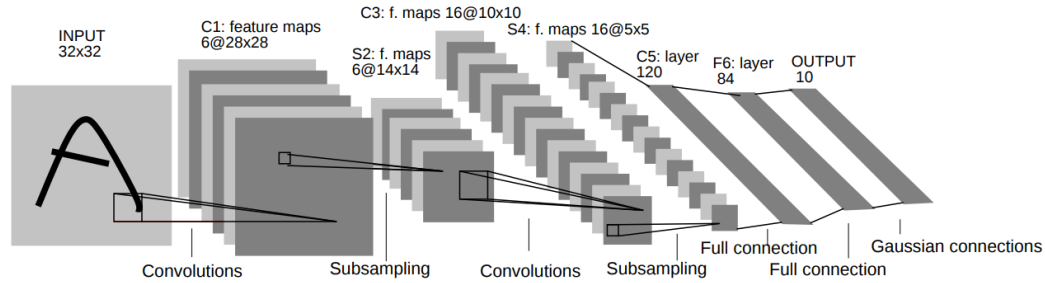 INPUT
32x32
C1: feature maps
6@28x28
S2: f. maps
6@14x14
C3: f. maps 16@10x10
S4: f. maps 16@5x5
C5: layer
120
F6: layer
84
OUTPUT
10
Convolutions
Subsampling
Convolutions
Subsampling
Full connection
Full connection
Gaussian connections